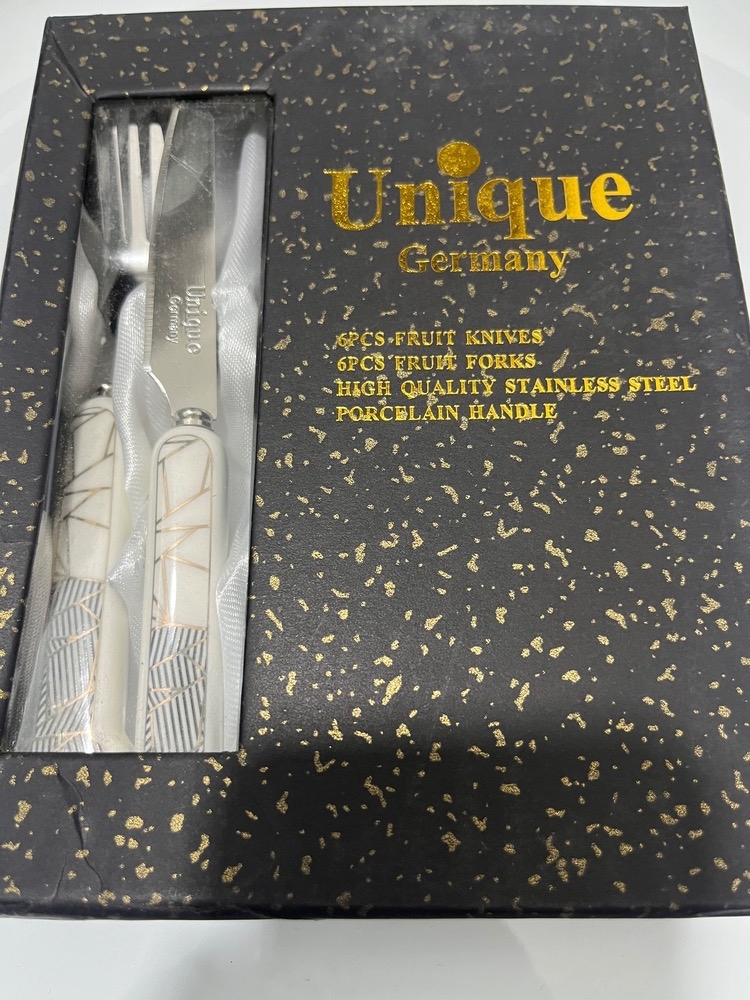 Unique
Germany
6PCS FRUIT KNIVES
6PCS FRUIT FORKS
HIGH QUALITY STAINLESS STEEL
PORCELAIN HANDLE
Unique
Germany